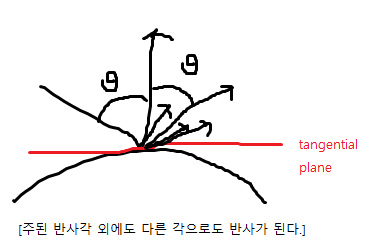 θ θ
tangential
plane
[주된 반사각 외에도 다른 각으로도 반사가 된다.]